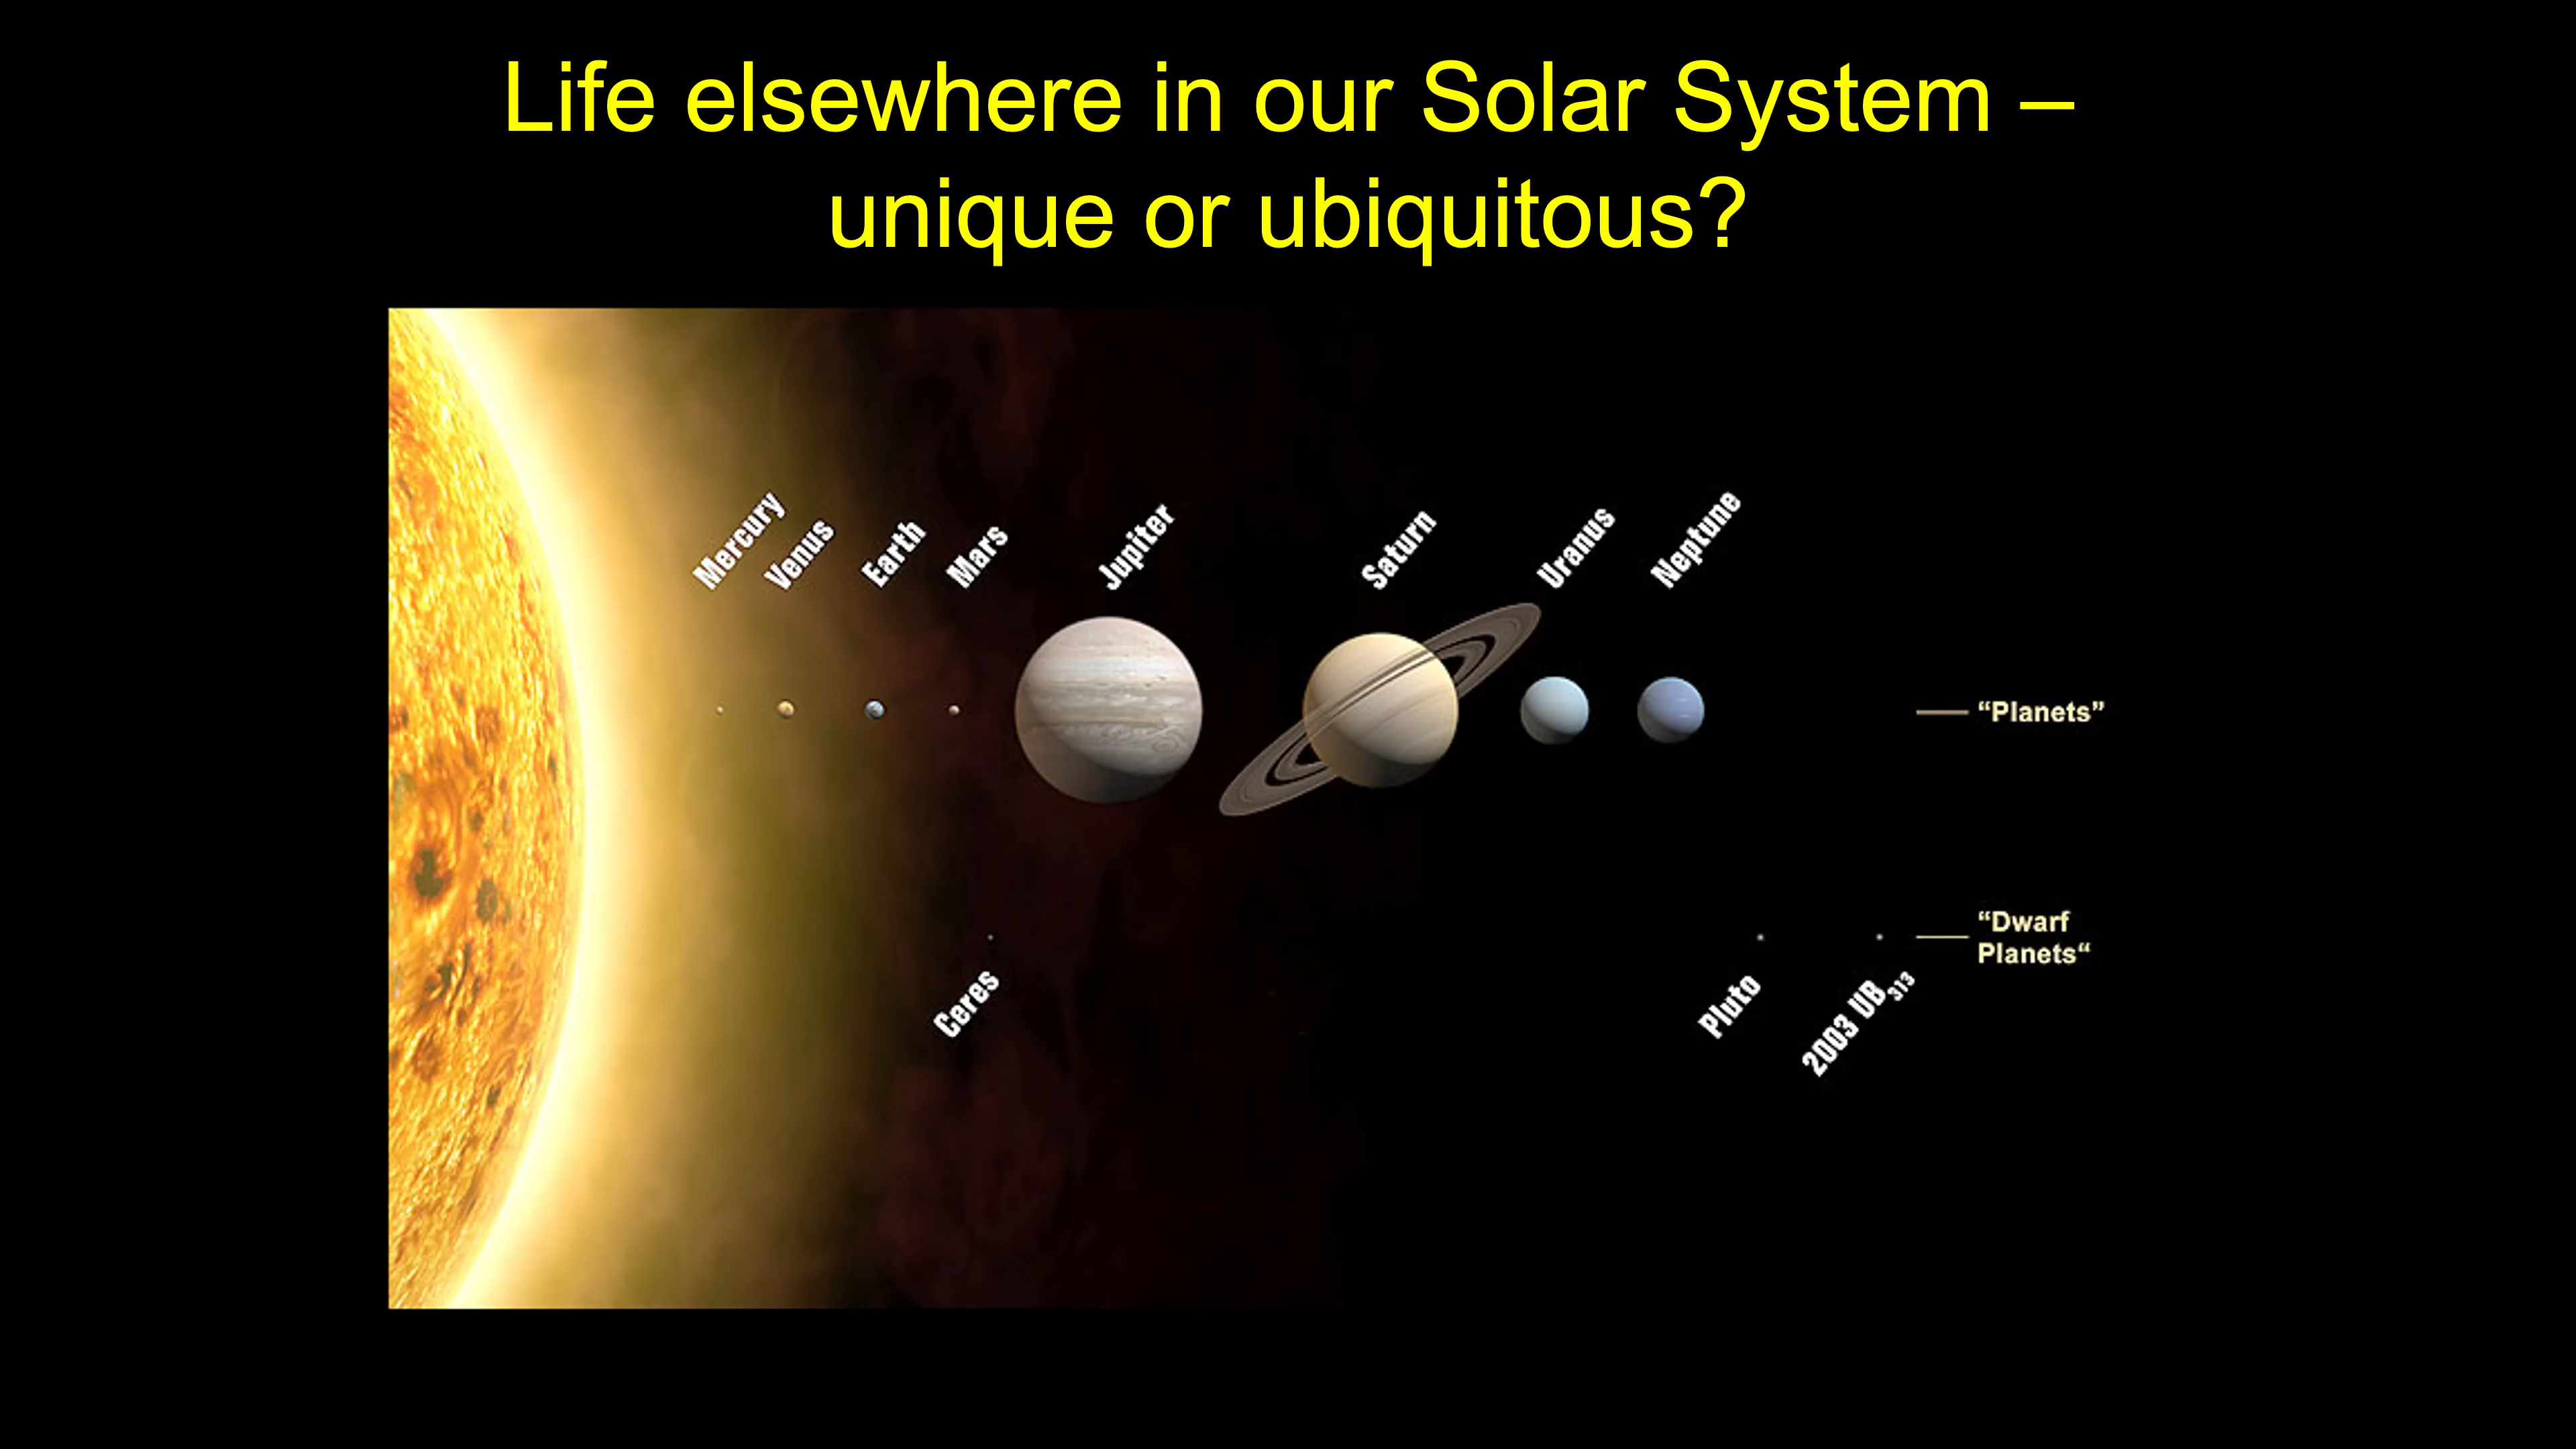 Life elsewhere in our Solar System –
unique or ubiquitous?
Mercury
Venus
Earth
Mars
Jupiter
Saturn
Uranus
Neptune
“Planets”
Ceres
Pluto
2003 UB313
“Dwarf
Planets“